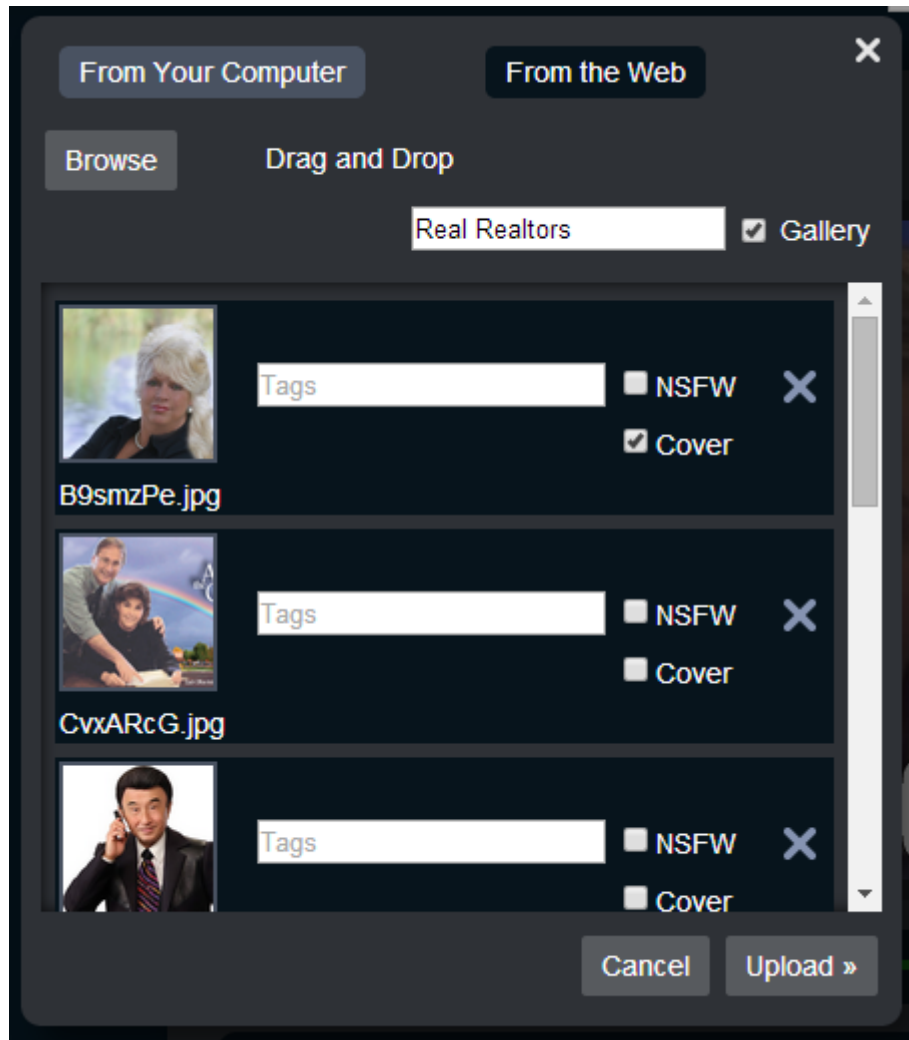 From Your Computer From the Web
Browse Drag and Drop
Real Realtors Gallery
Tags NSFW
Cover
B9smzPe.jpg
Tags NSFW
Cover
CvxARcG.jpg
Tags NSFW
Cover
Cancel Upload »